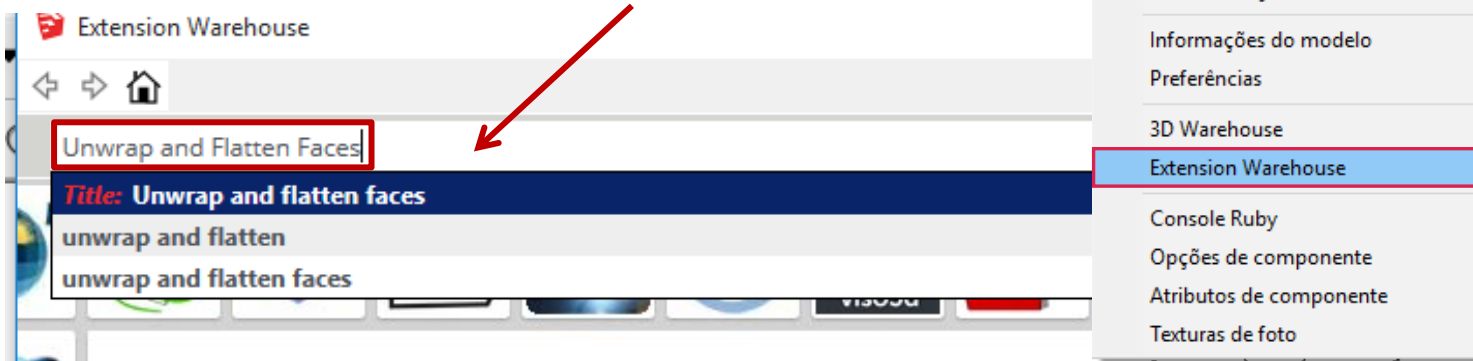 Extension Warehouse
Unwrap and Flatten Faces
Title: Unwrap and flatten faces
unwrap and flatten
unwrap and flatten faces
Informações do modelo
Preferências
3D Warehouse
Extension Warehouse
Console Ruby
Opções de componente
Atributos de componente
Texturas de foto